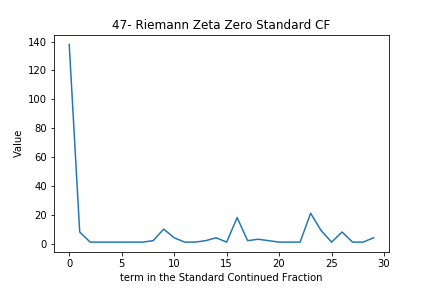 47- Riemann Zeta Zero Standard CF
140
120
100
80
60
40
20
0
Value
0 5 10 15 20 25 30
term in the Standard Continued Fraction